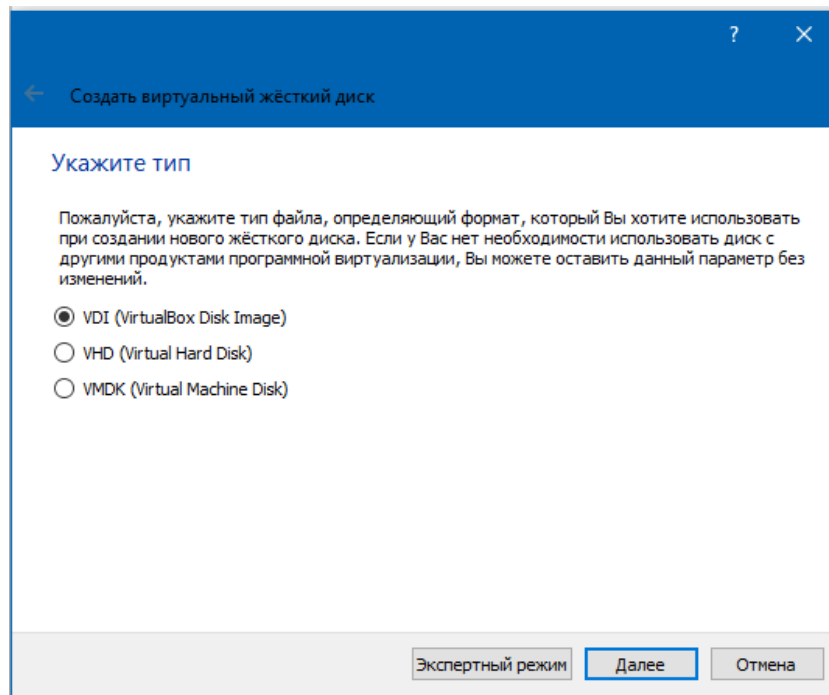 ?
Создать виртуальный жёсткий диск
Укажите тип
Пожалуйста, укажите тип файла, определяющий формат, который Вы хотите использовать
при создании нового жёсткого диска. Если у Вас нет необходимости использовать диск с
другими продуктами программной виртуализации, Вы можете оставить данный параметр без
изменений.
VDI (VirtualBox Disk Image)
VHD (Virtual Hard Disk)
VMDK (Virtual Machine Disk)
Экспертный режим Далее Отмена